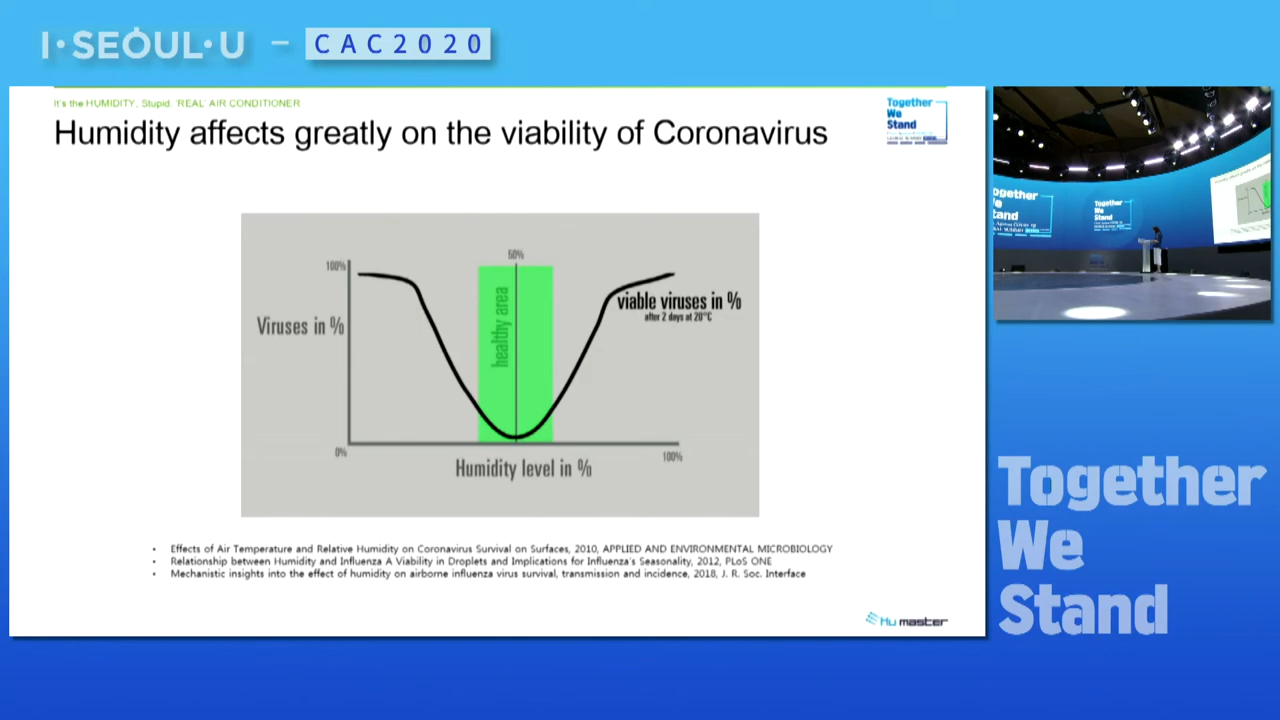 I·SEOUL·U – CAC2020
It's the HUMIDITY, Stupid. 'REAL' AIR CONDITIONER
Humidity affects greatly on the viability of Coronavirus
Together
We
Stand
50%
100%
healthy area
viable viruses in %
after 2 days at 20°C
Viruses in %
0%
100%
Humidity level in %
• Effects of Air Temperature and Relative Humidity on Coronavirus Survival on Surfaces, 2010, APPLIED AND ENVIRONMENTAL MICROBIOLOGY
• Relationship between Humidity and Influenza A Viability in Droplets and Implications for Influenza's Seasonality, 2012, PLoS ONE
• Mechanistic insights into the effect of humidity on airborne influenza virus survival, transmission and incidence, 2018, J. R. Soc. Interface
Humaster
Together
We
Stand
Together
We
Stand